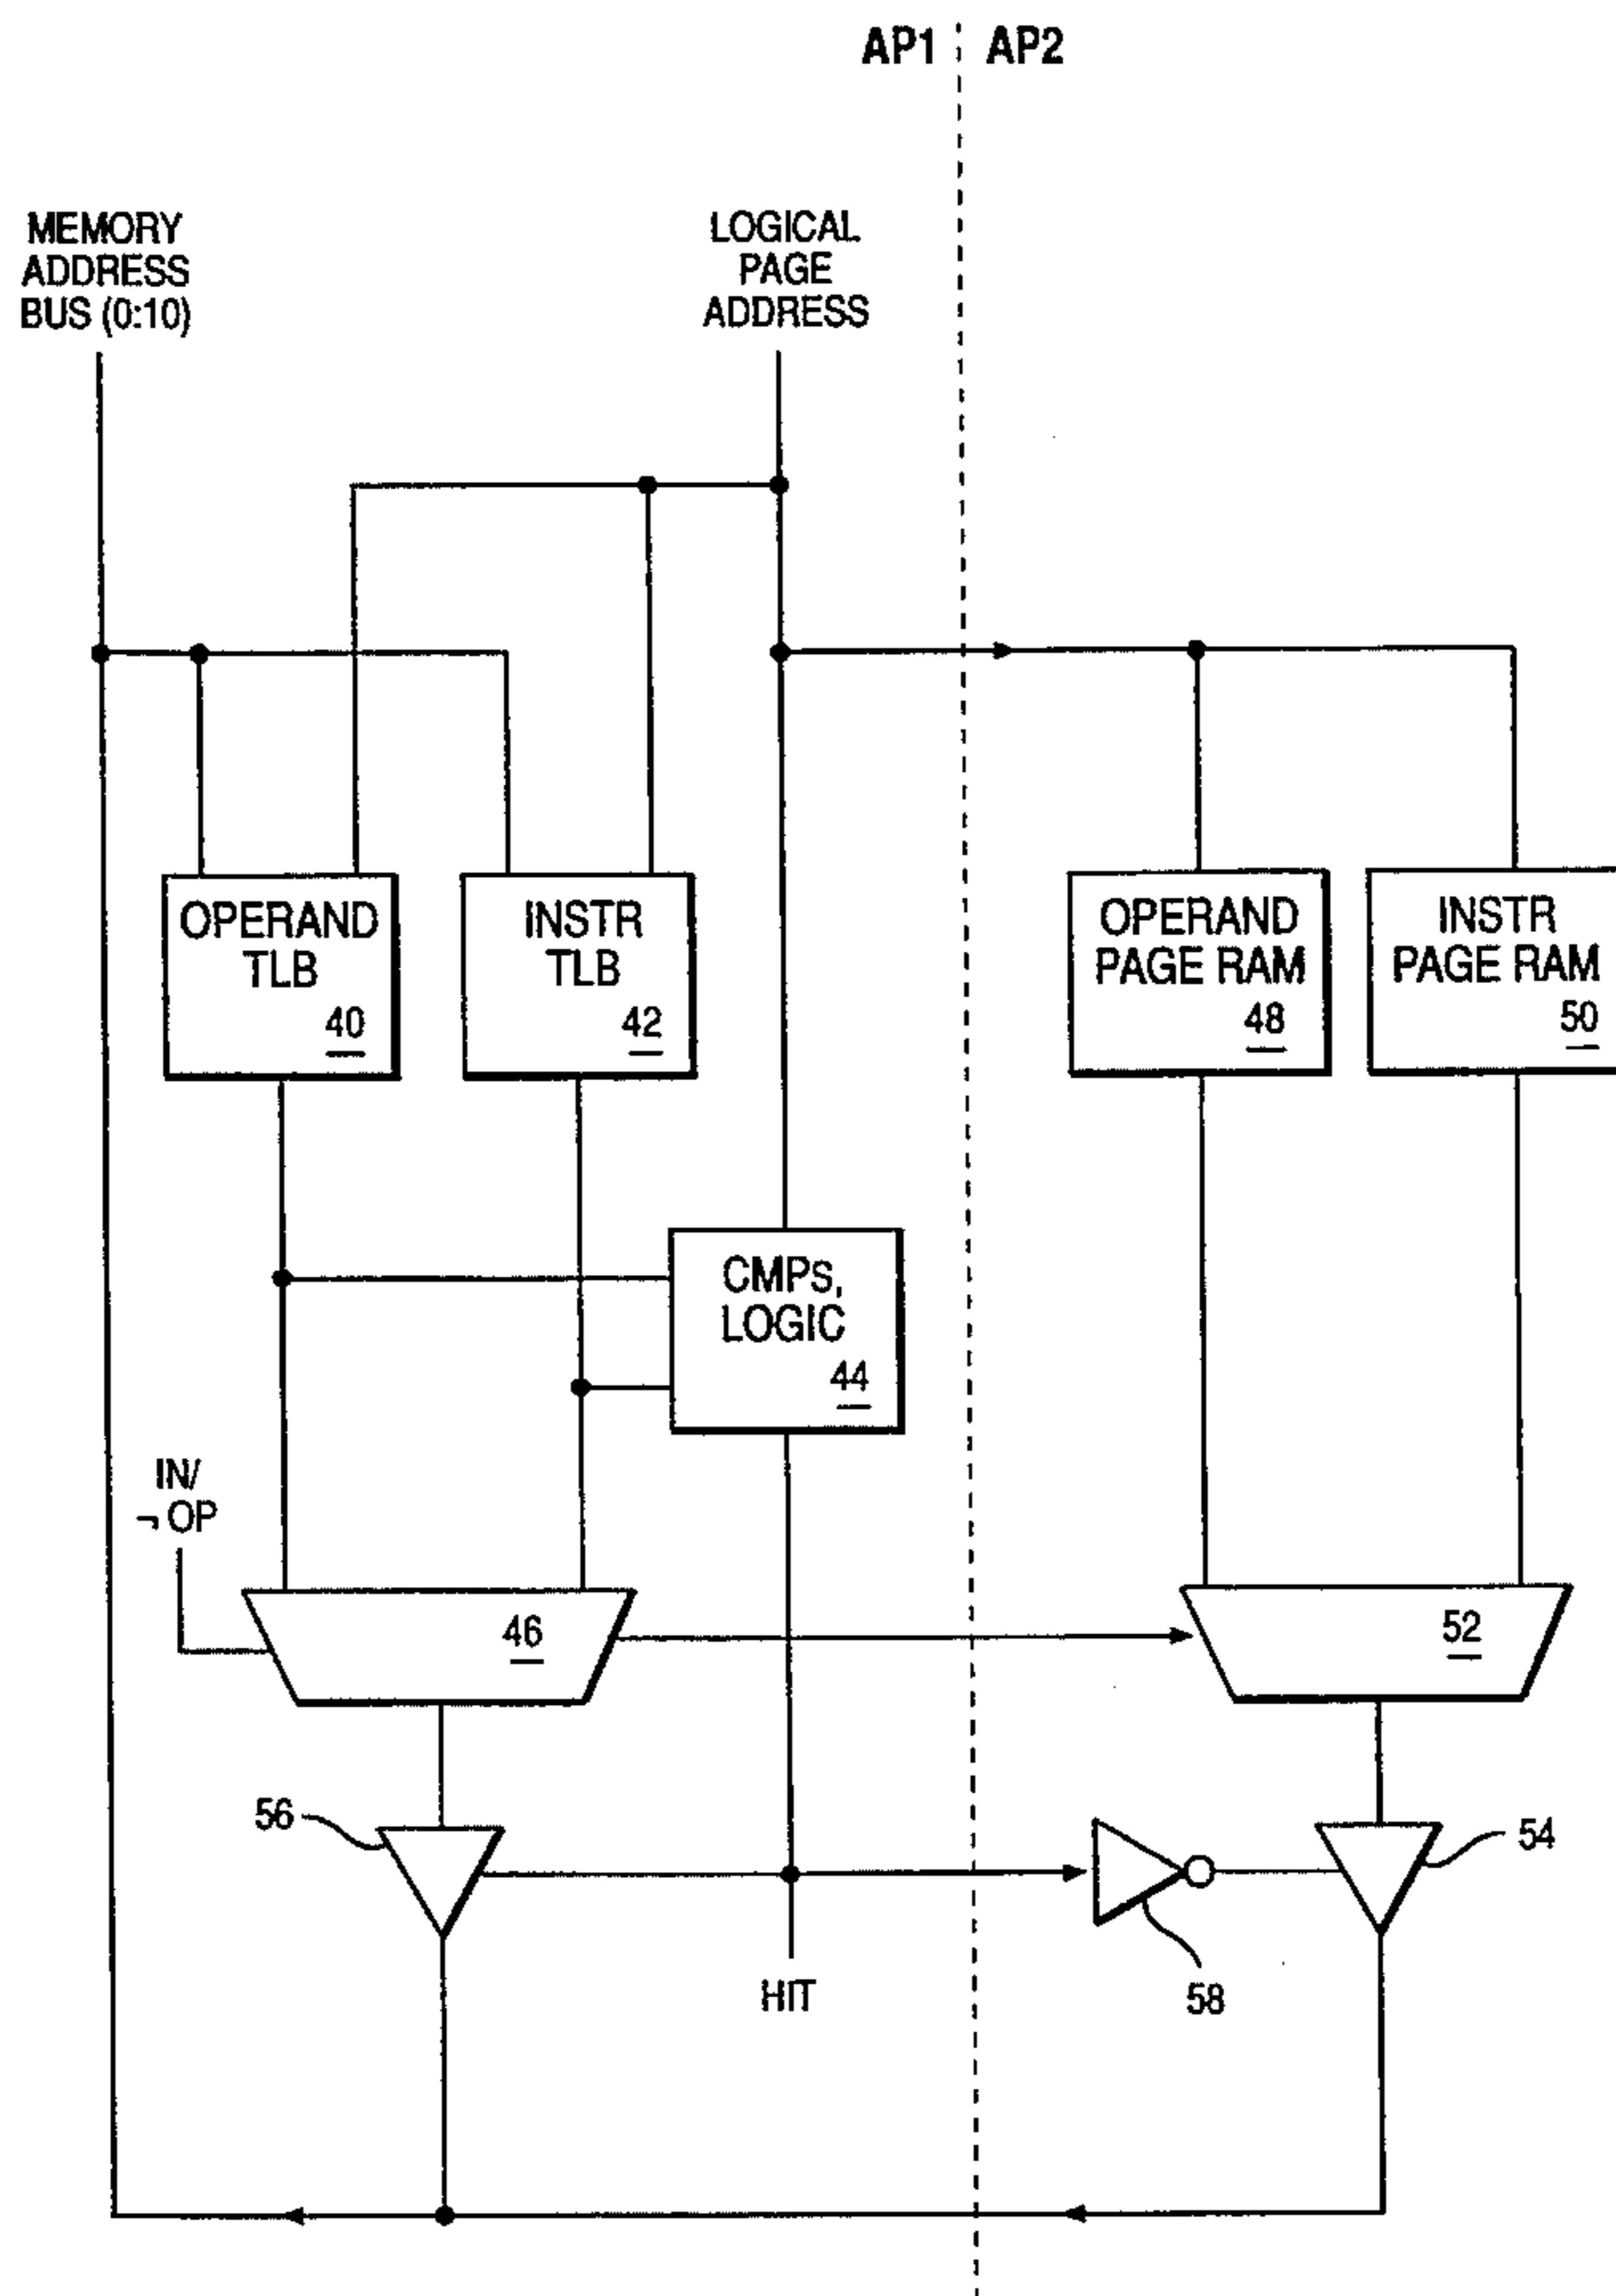 AP1 AP2
MEMORY
ADDRESS
BUS (0:10)
LOGICAL
PAGE
ADDRESS
OPERAND
TLB
40
INSTR
TLB
42
OPERAND
PAGE RAM
48
INSTR
PAGE RAM
50
CMPs,
LOGIC
44
IN/
¬ OP
46
52
56
54
58
HIT